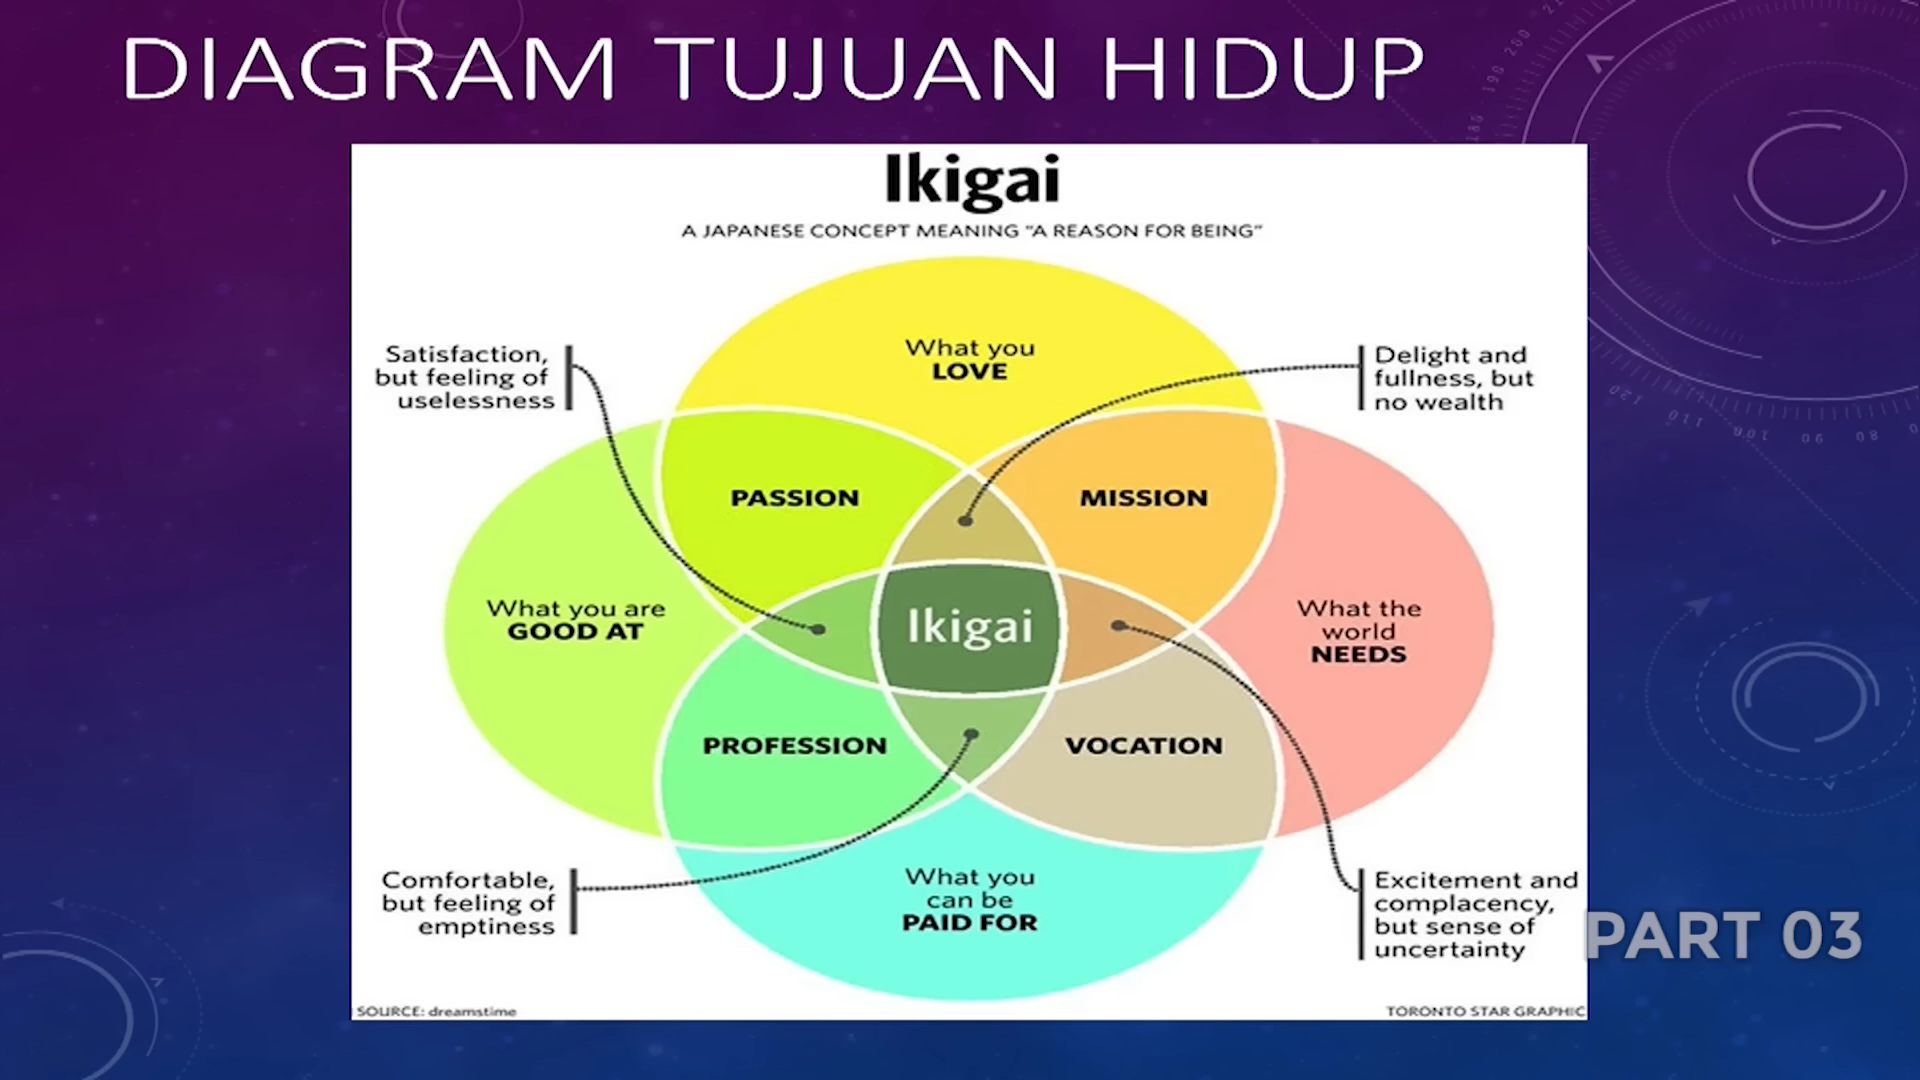 DIAGRAM TUJUAN HIDUP
Ikigai
A JAPANESE CONCEPT MEANING "A REASON FOR BEING"
Satisfaction,
but feeling of
uselessness
What you
LOVE
Delight and
fullness, but
no wealth
PASSION
MISSION
What you are
GOOD AT
Ikigai
What the
world
NEEDS
PROFESSION
VOCATION
Comfortable,
but feeling of
emptiness
What you
can be
PAID FOR
Excitement and
complacency,
but sense of
uncertainty
PART 03
SOURCE: dreamstime
TORONTO STAR GRAPHIC